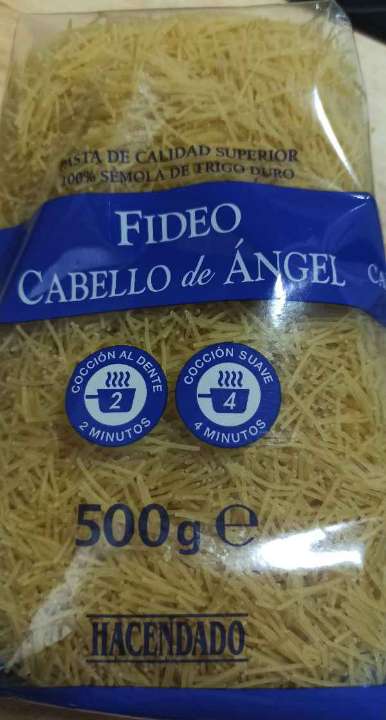 PASTA DE CALIDAD SUPERIOR
100% SÉMOLA DE TRIGO DURO
FIDEO
CABELLO de ÁNGEL
CA
COCCIÓN AL DENTE
2
2 MINUTOS
COCCIÓN SUAVE
4
4 MINUTOS
500g e
HACENDADO